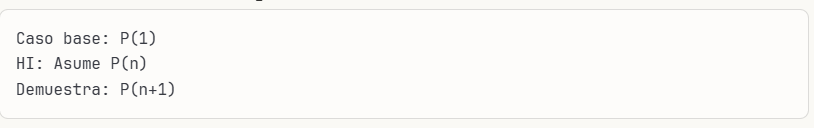 Caso base: P(1)
HI: Asume P(n)
Demuestra: P(n+1)